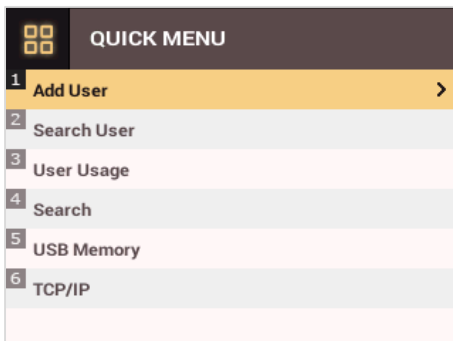 QUICK MENU
1 Add User
2 Search User
3 User Usage
4 Search
5 USB Memory
6 TCP/IP